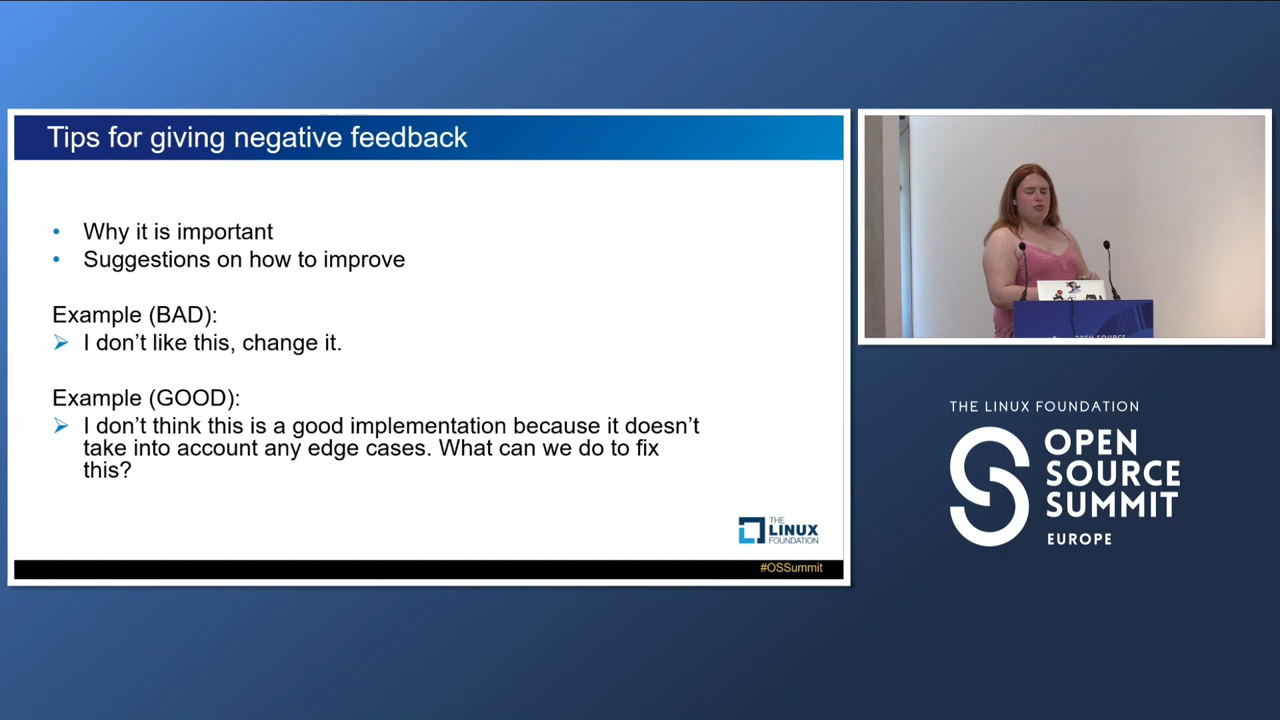 Tips for giving negative feedback
• Why it is important
• Suggestions on how to improve
Example (BAD):
➢ I don’t like this, change it.
Example (GOOD):
➢ I don’t think this is a good implementation because it doesn’t
take into account any edge cases. What can we do to fix
this?
THE
LINUX
FOUNDATION
#OSSummit
OPEN SOURCE
THE LINUX FOUNDATION
OPEN
SOURCE
SUMMIT
EUROPE